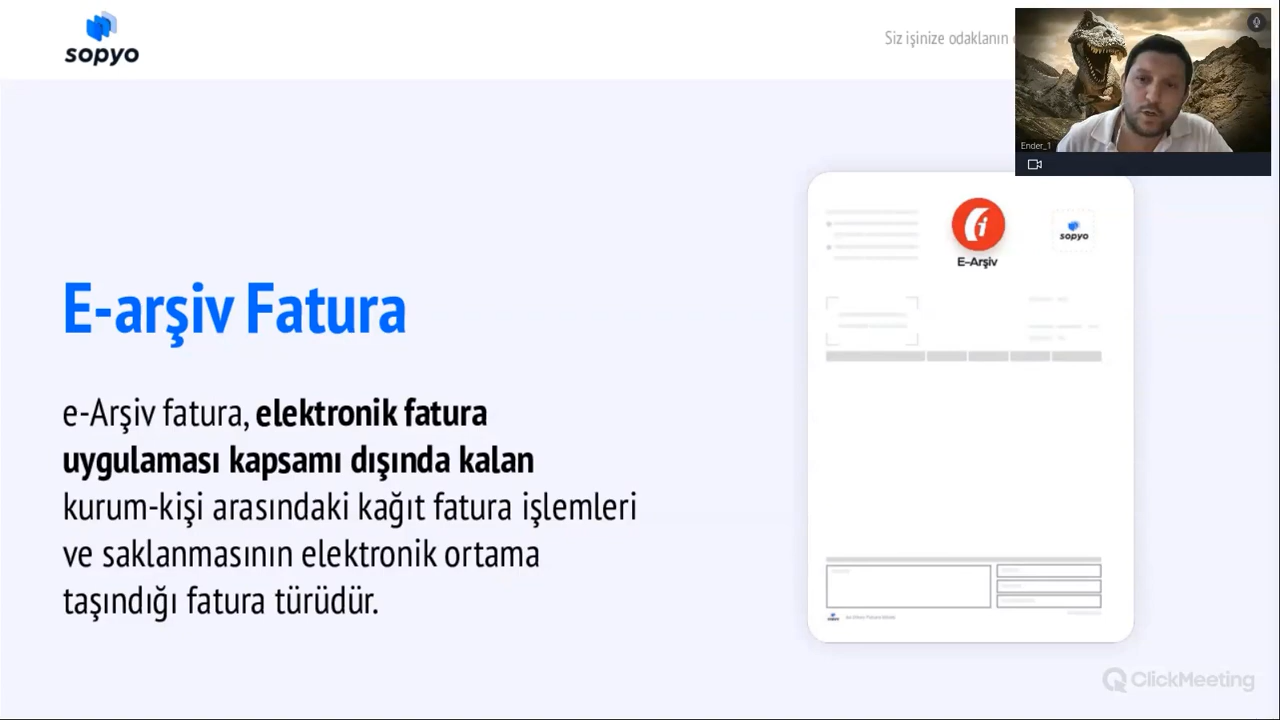 sopyo
Siz işinize odaklanın
Ender_1
E-Arşiv
sopyo
E-arşiv Fatura
e-Arşiv fatura, elektronik fatura
uygulaması kapsamı dışında kalan
kurum-kişi arasındaki kağıt fatura işlemleri
ve saklanmasının elektronik ortama
taşındığı fatura türüdür.
ClickMeeting